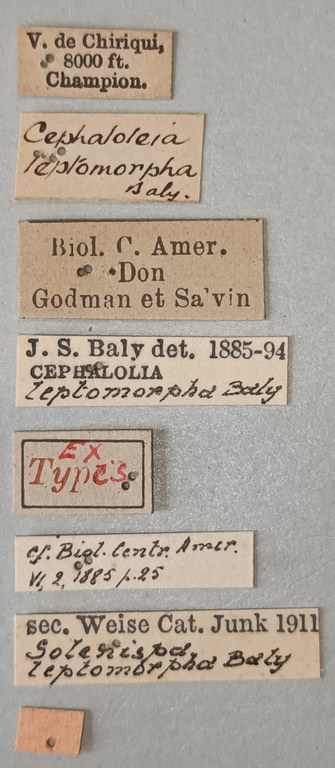 V. de Chiriqui,
8000 ft.
Champion.
Cephaloleia
leptomorpha
Baly.
Biol. C. Amer.
Don
Godman et Sa'vin
J. S. Baly det. 1885-94
CEPHALOLIA
leptomorpha Baly
Ex
Types
cf. Biol. Centr. Amer.
VI, 2, 1885 p. 25
sec. Weise Cat. Junk 1911
Solenispa,
leptomorpha Baly